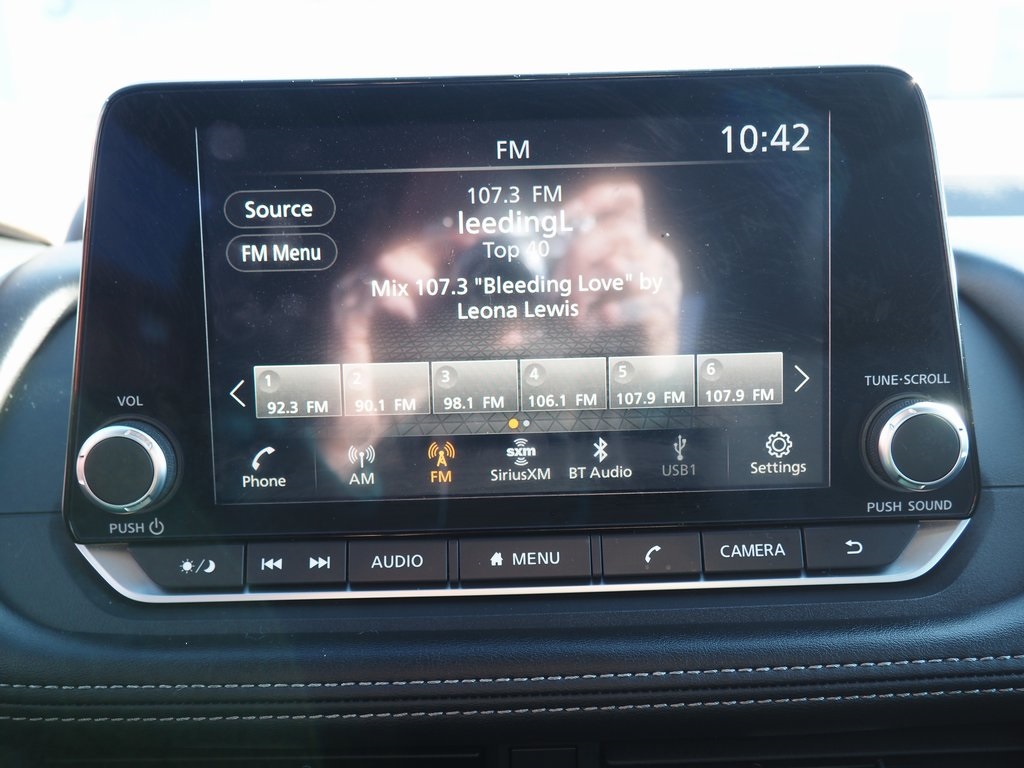 FM
10:42
Source
FM Menu
107.3 FM
leedingL
Top 40
Mix 107.3 "Bleeding Love" by
Leona Lewis
1
92.3 FM
2
90.1 FM
3
98.1 FM
4
106.1 FM
5
107.9 FM
6
107.9 FM
Phone
AM
FM
sxm
SiriusXM
BT Audio
USB1
Settings
VOL
PUSH
TUNE·SCROLL
PUSH SOUND
AUDIO
MENU
CAMERA